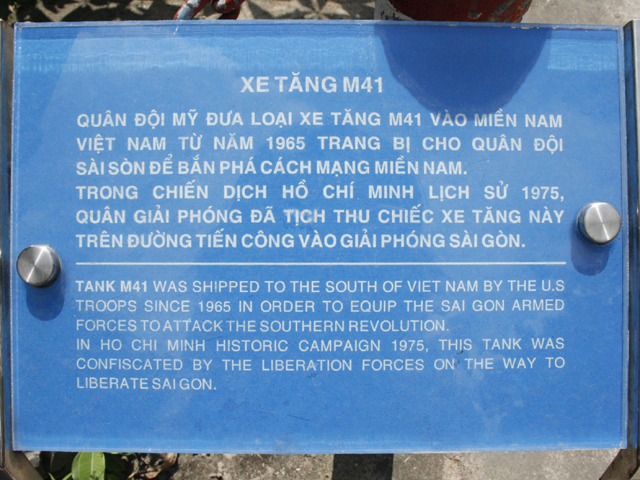 XE TĂNG M41
QUÂN ĐỘI MỸ ĐƯA LOẠI XE TĂNG M41 VÀO MIỀN NAM
VIỆT NAM TỪ NĂM 1965 TRANG BỊ CHO QUÂN ĐỘI
SÀI SÒN ĐỂ BẮN PHÁ CÁCH MẠNG MIỀN NAM.
TRONG CHIẾN DỊCH HỒ CHÍ MINH LỊCH SỬ 1975,
QUÂN GIẢI PHÓNG ĐÃ TỊCH THU CHIẾC XE TĂNG NÀY
TRÊN ĐƯỜNG TIẾN CÔNG VÀO GIẢI PHÓNG SÀI GÒN.
TANK M41 WAS SHIPPED TO THE SOUTH OF VIET NAM BY THE U.S
TROOPS SINCE 1965 IN ORDER TO EQUIP THE SAI GON ARMED
FORCES TO ATTACK THE SOUTHERN REVOLUTION.
IN HO CHI MINH HISTORIC CAMPAIGN 1975, THIS TANK WAS
CONFISCATED BY THE LIBERATION FORCES ON THE WAY TO
LIBERATE SAI GON.